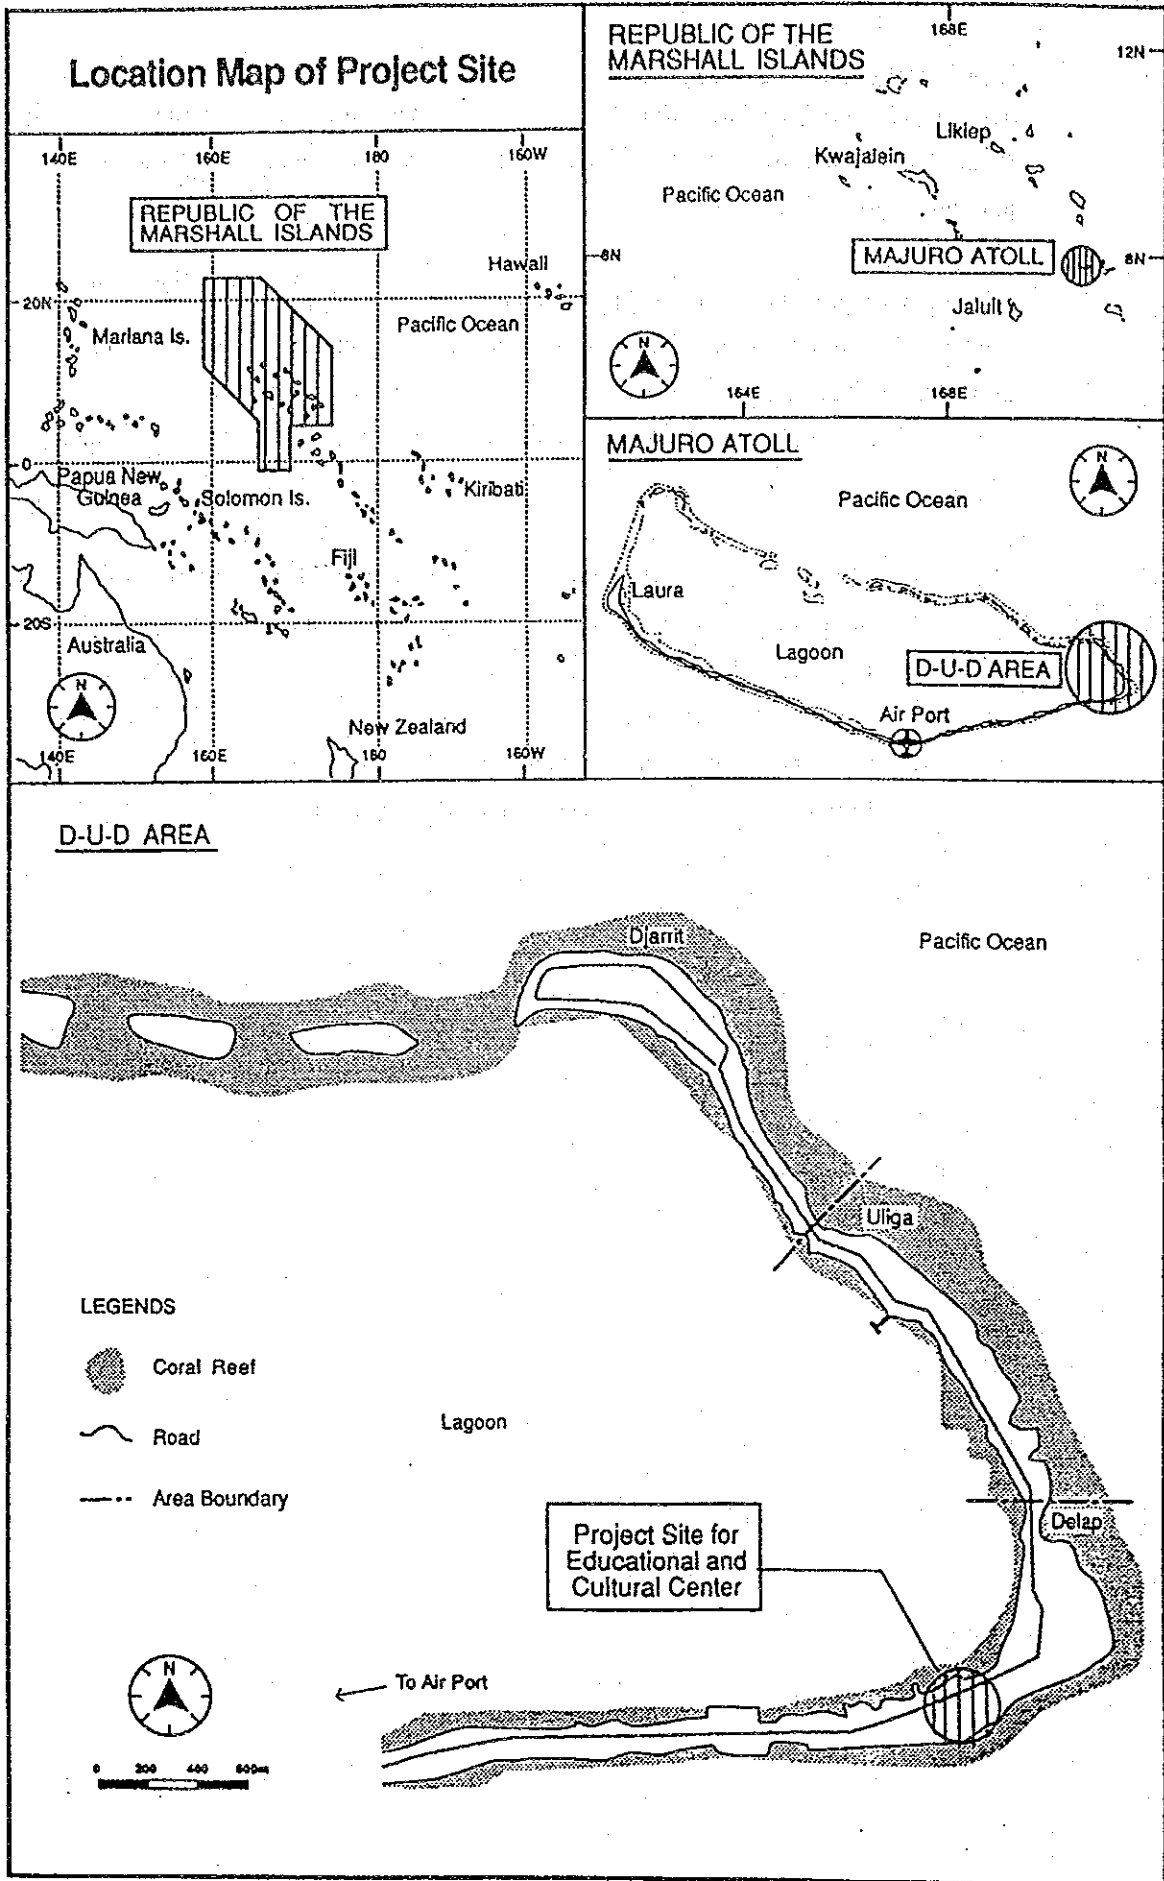 Location Map of Project Site
140E
160E
180
160W
REPUBLIC OF THE
MARSHALL ISLANDS
Hawaii
20N
Mariana Is.
Pacific Ocean
0
Papua New
Guinea
Solomon Is.
Kiribati
Fiji
20S
Australia
N
New Zealand
140E
160E
180
160W
REPUBLIC OF THE
MARSHALL ISLANDS
168E
12N
Likiep
Kwajalein
Pacific Ocean
8N
MAJURO ATOLL
8N
Jaluit
N
164E
168E
MAJURO ATOLL
N
Pacific Ocean
Laura
Lagoon
D-U-D AREA
Air Port
D-U-D AREA
Djarrit
Pacific Ocean
Uliga
LEGENDS
Coral Reef
Road
Area Boundary
Lagoon
Delap
Project Site for
Educational and
Cultural Center
N
To Air Port
0 200 400 600m